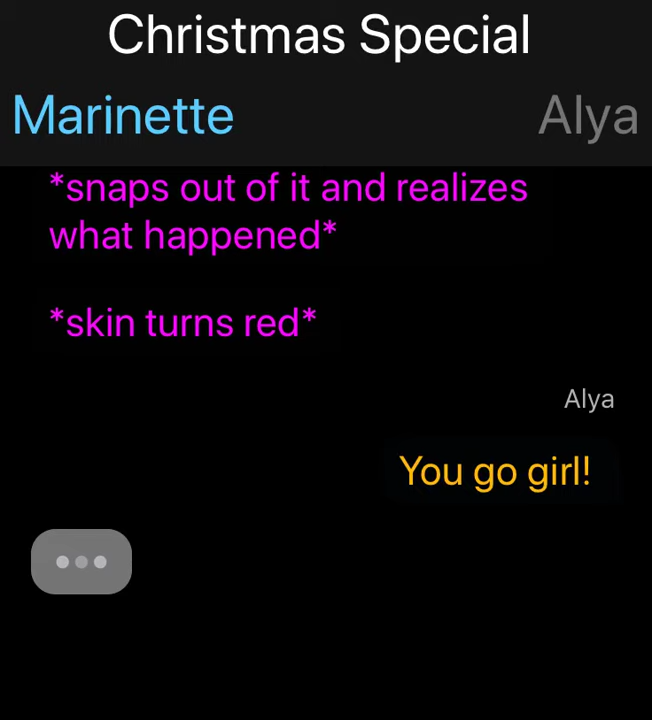 Christmas Special
Marinette Alya
*snaps out of it and realizes
what happened*
*skin turns red*
Alya
You go girl!